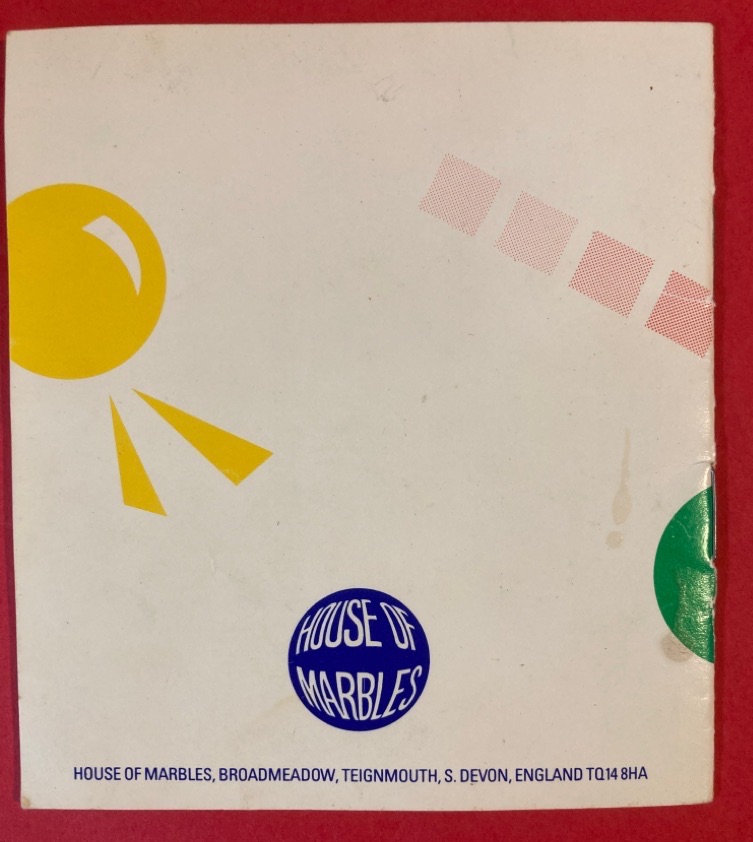 HOUSE OF
MARBLES
HOUSE OF MARBLES, BROADMEADOW, TEIGNMOUTH, S. DEVON, ENGLAND TQ14 8HA